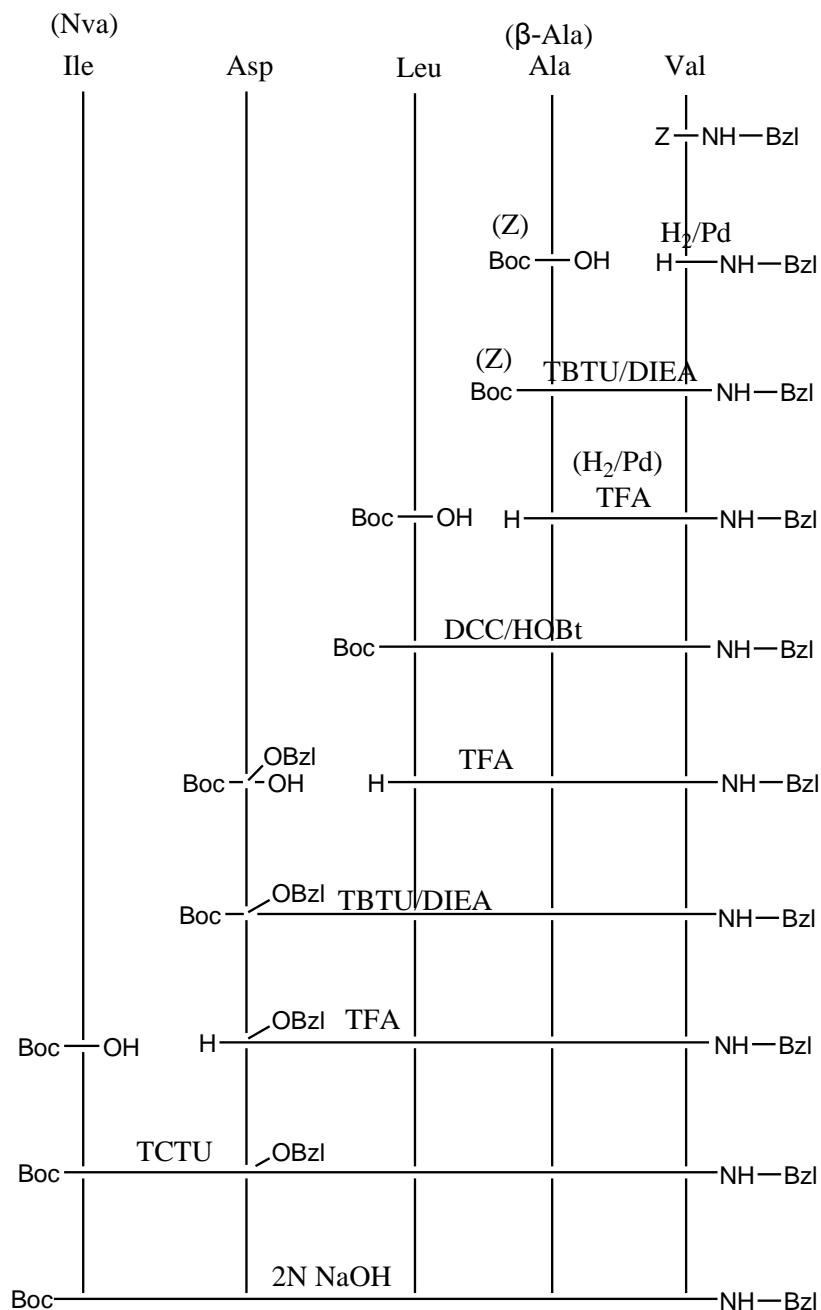 (Nva) (β-Ala)
Ile Asp Leu Ala Val
Z NH Bzl
(Z) H₂/Pd
Boc OH H NH Bzl
(Z) TBTU/DIEA
Boc NH Bzl
(H₂/Pd)
TFA
Boc OH H NH Bzl
DCC/HOBt
Boc NH Bzl
OBzl TFA
Boc OH H NH Bzl
OBzl TBTU/DIEA
Boc NH Bzl
OBzl TFA
Boc OH H NH Bzl
TCTU OBzl
Boc NH Bzl
2N NaOH
Boc NH Bzl